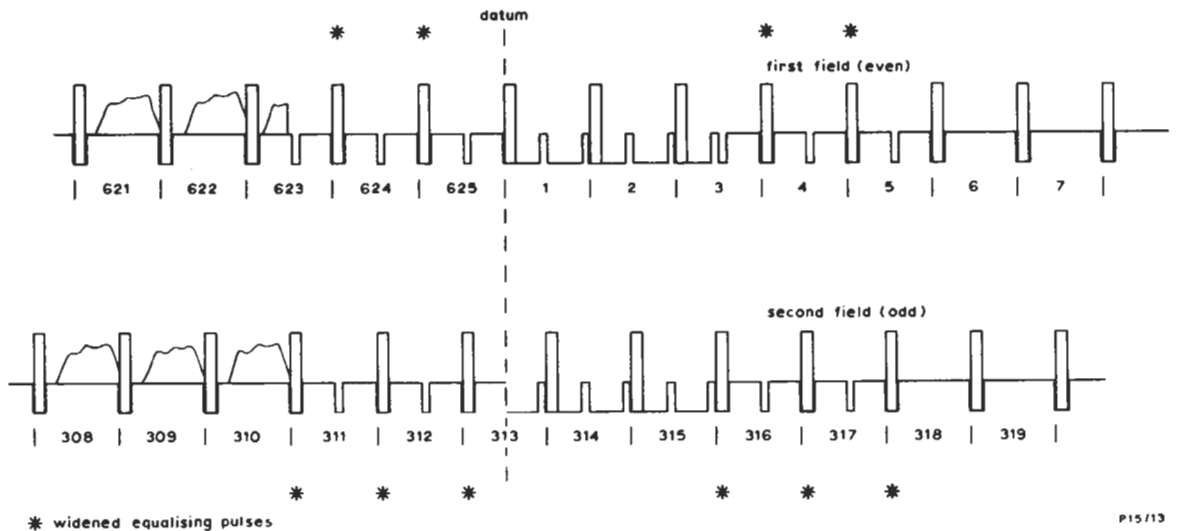 datum
* * * *
first field (even)
| 621 | 622 | 623 | 624 | 625 | 1 | 2 | 3 | 4 | 5 | 6 | 7 |
second field (odd)
| 308 | 309 | 310 | 311 | 312 | 313 | 314 | 315 | 316 | 317 | 318 | 319 |
* * * * * *
* widened equalising pulses
P15/13